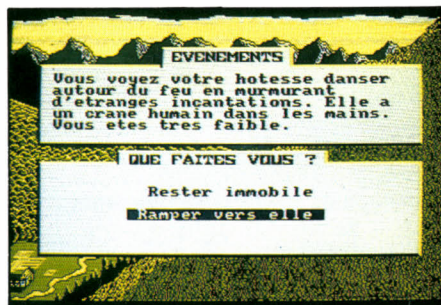 EVENEMENTS
Vous voyez votre hotesse danser
autour du feu en murmurant
d'etranges incantations. Elle a
un crane humain dans les mains.
Vous etes tres faible.
QUE FAITES VOUS ?
Rester immobile
Ramper vers elle